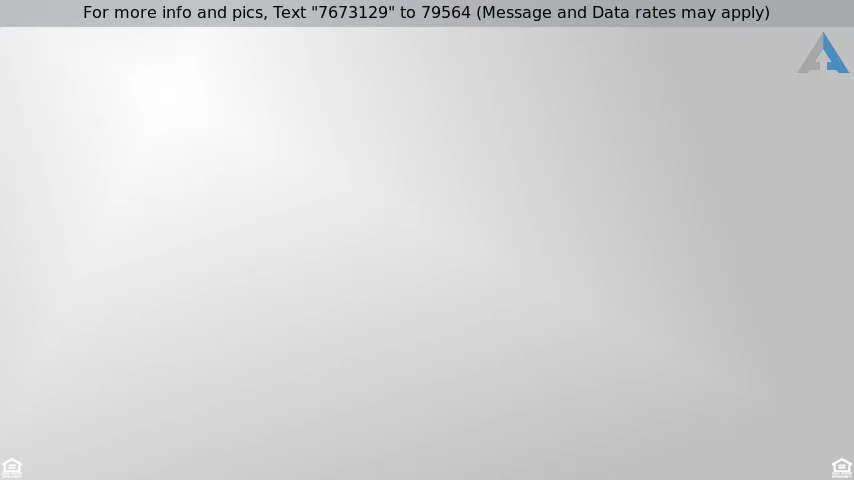 For more info and pics, Text "7673129" to 79564 (Message and Data rates may apply)